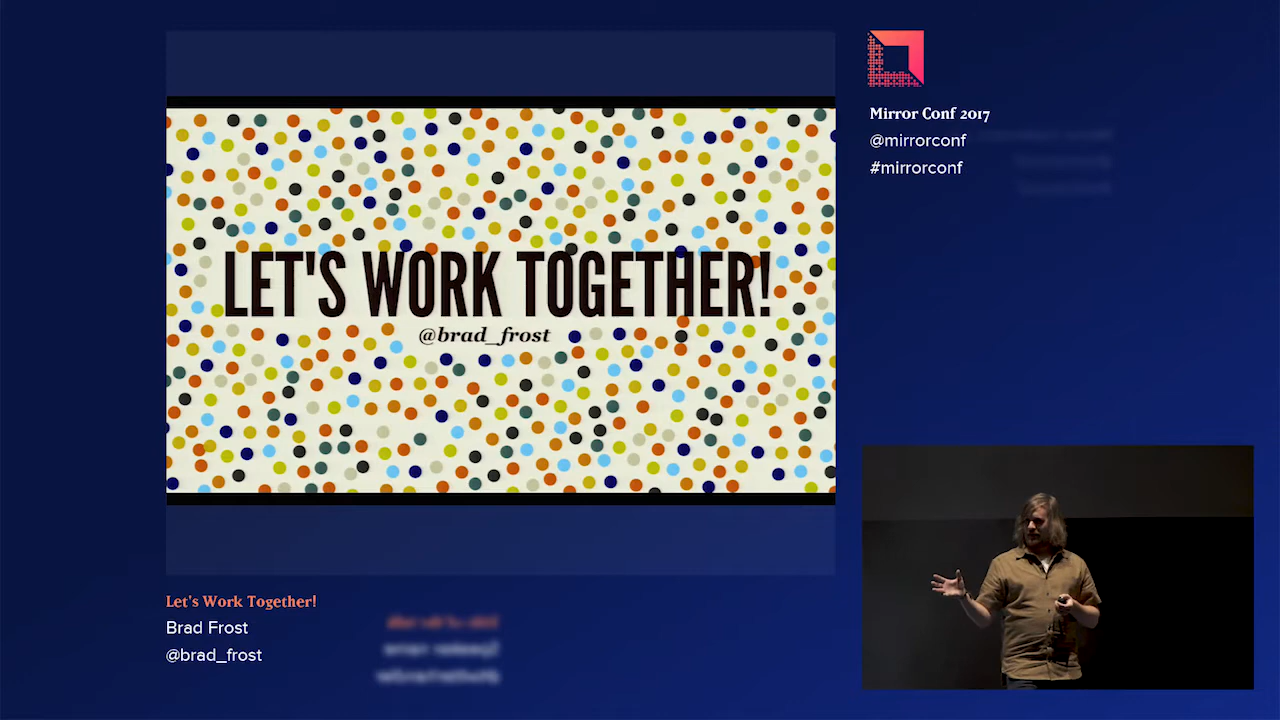 LET'S WORK TOGETHER!
@brad_frost
Mirror Conf 2017
@mirrorconf
#mirrorconf
Let's Work Together!
Brad Frost
@brad_frost